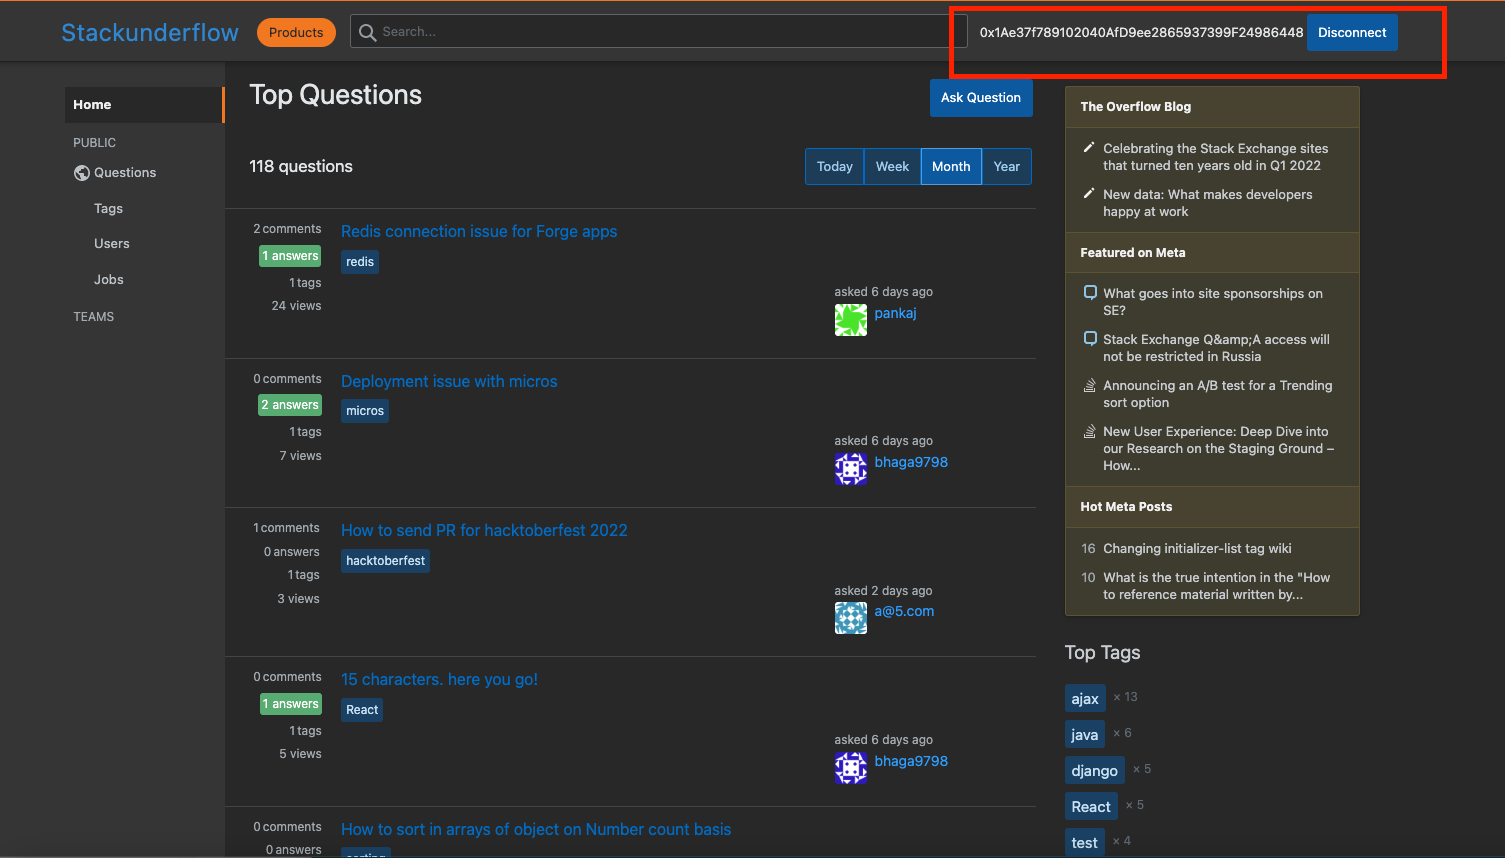 Stackunderflow
Products
Search...
0x1Ae37f789102040AfD9ee2865937399F24986448
Disconnect
Home
PUBLIC
Questions
Tags
Users
Jobs
TEAMS
Top Questions
Ask Question
118 questions
Today
Week
Month
Year
2 comments
1 answers
1 tags
24 views
Redis connection issue for Forge apps
redis
asked 6 days ago
pankaj
0 comments
2 answers
1 tags
7 views
Deployment issue with micros
micros
asked 6 days ago
bhaga9798
1 comments
0 answers
1 tags
3 views
How to send PR for hacktoberfest 2022
hacktoberfest
asked 2 days ago
a@5.com
0 comments
1 answers
1 tags
5 views
15 characters. here you go!
React
asked 6 days ago
bhaga9798
0 comments
0 answers
How to sort in arrays of object on Number count basis
sorting
The Overflow Blog
Celebrating the Stack Exchange sites
that turned ten years old in Q1 2022
New data: What makes developers
happy at work
Featured on Meta
What goes into site sponsorships on
SE?
Stack Exchange Q&amp;A access will
not be restricted in Russia
Announcing an A/B test for a Trending
sort option
New User Experience: Deep Dive into
our Research on the Staging Ground –
How...
Hot Meta Posts
16 Changing initializer-list tag wiki
10 What is the true intention in the "How
to reference material written by...
Top Tags
ajax × 13
java × 6
django × 5
React × 5
test × 4